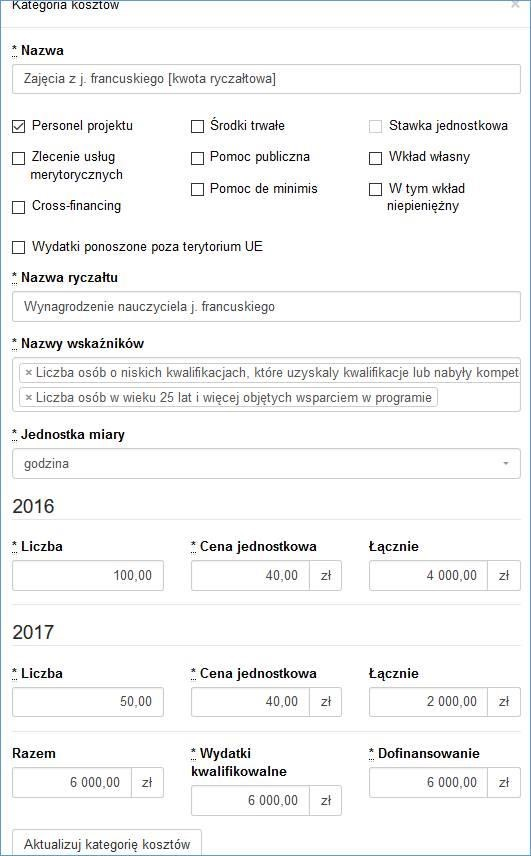 Kategoria kosztów ×
* Nazwa
Zajęcia z j. francuskiego [kwota ryczałtowa]
Personel projektu Środki trwałe Stawka jednostkowa
Zlecenie usług merytorycznych Pomoc publiczna Wkład własny
Pomoc de minimis W tym wkład niepieniężny
Cross-financing
Wydatki ponoszone poza terytorium UE
* Nazwa ryczałtu
Wynagrodzenie nauczyciela j. francuskiego
* Nazwy wskaźników
× Liczba osób o niskich kwalifikacjach, które uzyskaly kwalifikacje lub nabyły kompet
× Liczba osób w wieku 25 lat i więcej objętych wsparciem w programie
* Jednostka miary
godzina
2016
* Liczba * Cena jednostkowa Łącznie
100,00 40,00 zł 4 000,00 zł
2017
* Liczba * Cena jednostkowa Łącznie
50,00 40,00 zł 2 000,00 zł
Razem * Wydatki kwalifikowalne * Dofinansowanie
6 000,00 zł 6 000,00 zł 6 000,00 zł
Aktualizuj kategorię kosztów